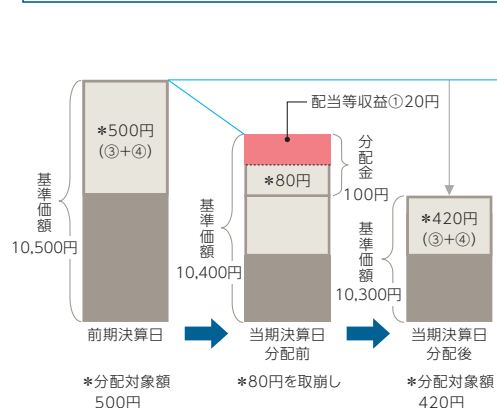 配当等収益①20円
*500円
(③+④)
分配金
100円
*80円
基準価額
10,500円
基準価額
10,400円
*420円
(③+④)
基準価額
10,300円
前期決算日
当期決算日
分配前
当期決算日
分配後
*分配対象額
500円
*80円を取崩し
*分配対象額
420円